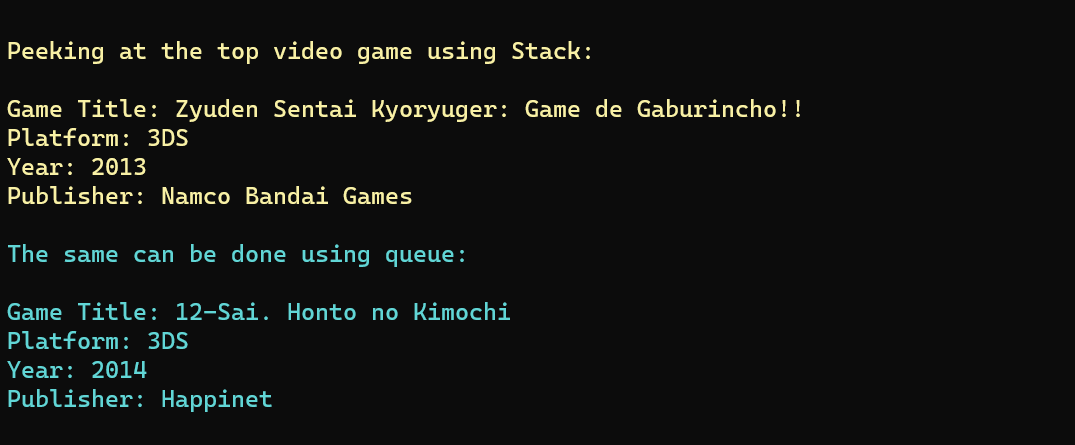 Peeking at the top video game using Stack:
Game Title: Zyuden Sentai Kyoryuger: Game de Gaburincho!!
Platform: 3DS
Year: 2013
Publisher: Namco Bandai Games
The same can be done using queue:
Game Title: 12-Sai. Honto no Kimochi
Platform: 3DS
Year: 2014
Publisher: Happinet